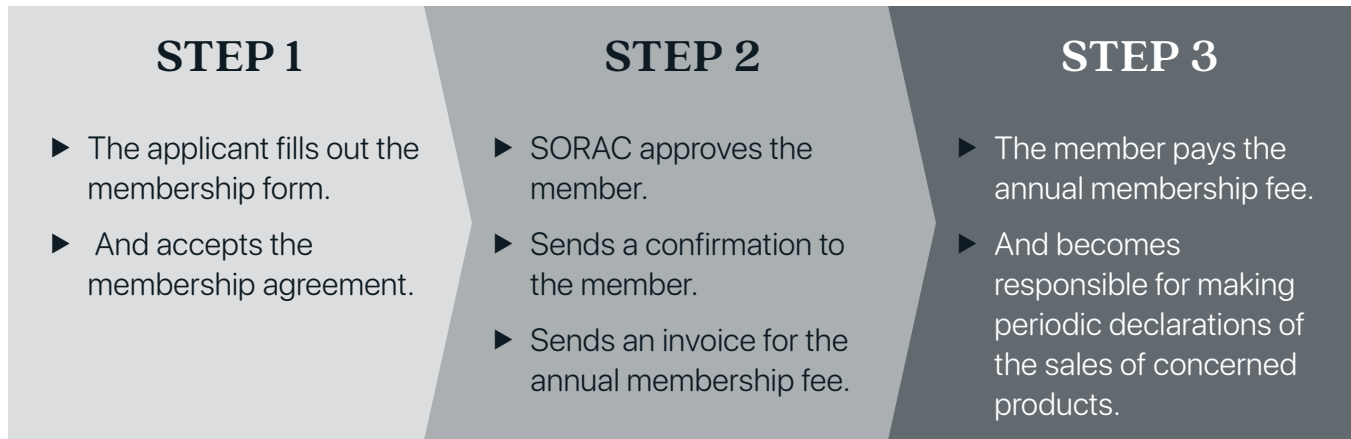 STEP 1
▶ The applicant fills out the
membership form.
▶ And accepts the
membership agreement.
STEP 2
▶ SORAC approves the
member.
▶ Sends a confirmation to
the member.
▶ Sends an invoice for the
annual membership fee.
STEP 3
▶ The member pays the
annual membership fee.
▶ And becomes
responsible for making
periodic declarations of
the sales of concerned
products.